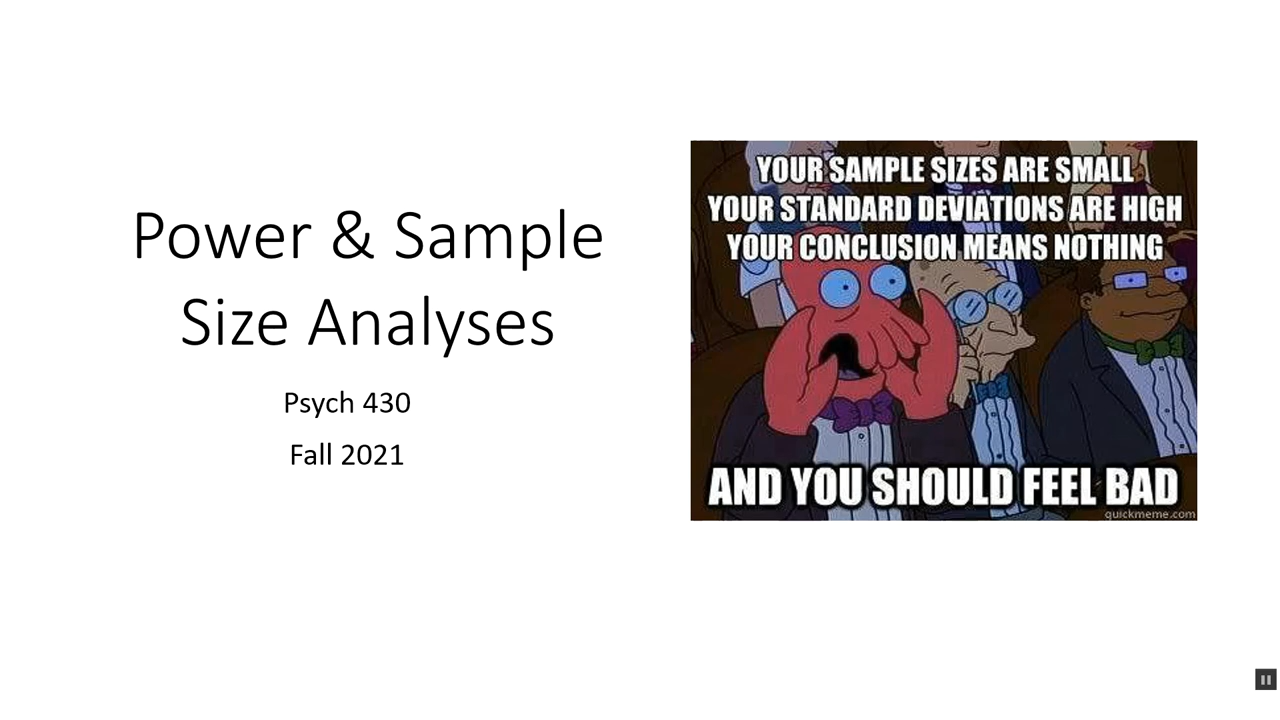 Power & Sample
Size Analyses
Psych 430
Fall 2021
YOUR SAMPLE SIZES ARE SMALL
YOUR STANDARD DEVIATIONS ARE HIGH
YOUR CONCLUSION MEANS NOTHING
AND YOU SHOULD FEEL BAD
quickmeme.com